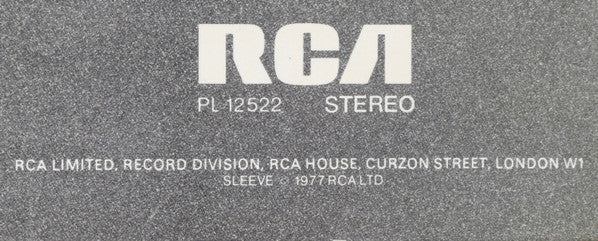 RCA
PL 12522 STEREO
RCA LIMITED, RECORD DIVISION, RCA HOUSE, CURZON STREET, LONDON W1
SLEEVE © 1977 RCA LTD